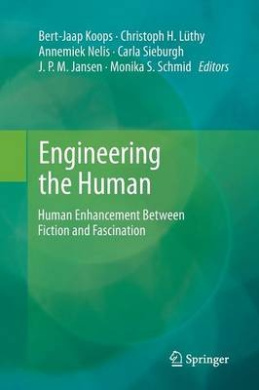 Bert-Jaap Koops · Christoph H. Lüthy
Annemiek Nelis · Carla Sieburgh
J. P. M. Jansen · Monika S. Schmid Editors
Engineering
the Human
Human Enhancement Between
Fiction and Fascination
Springer